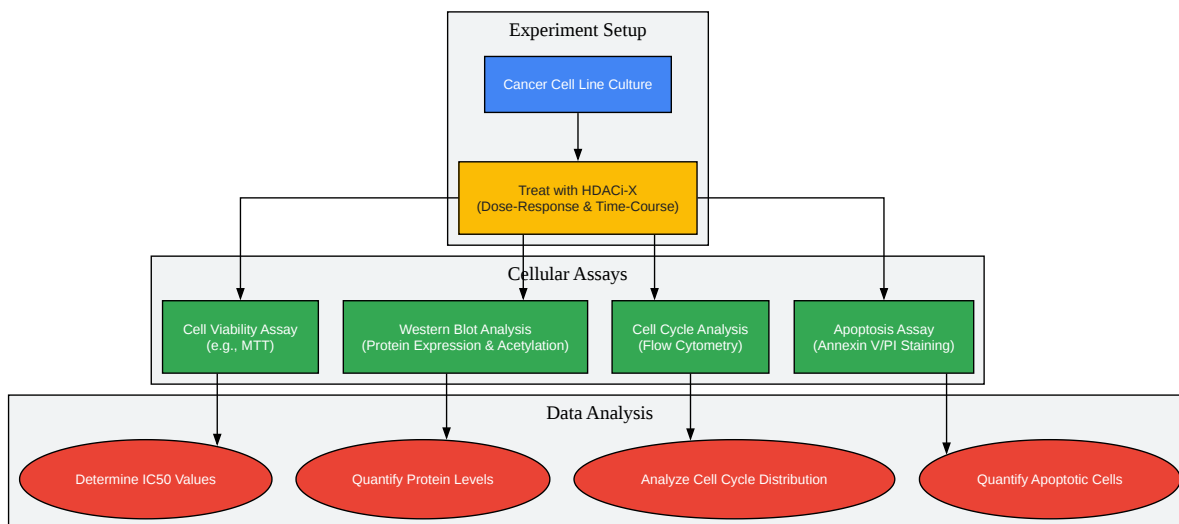 Experiment Setup
Cancer Cell Line Culture
Treat with HDACi-X
(Dose-Response & Time-Course)
Cellular Assays
Cell Viability Assay
(e.g., MTT)
Western Blot Analysis
(Protein Expression & Acetylation)
Cell Cycle Analysis
(Flow Cytometry)
Apoptosis Assay
(Annexin V/PI Staining)
Data Analysis
Determine IC50 Values
Quantify Protein Levels
Analyze Cell Cycle Distribution
Quantify Apoptotic Cells